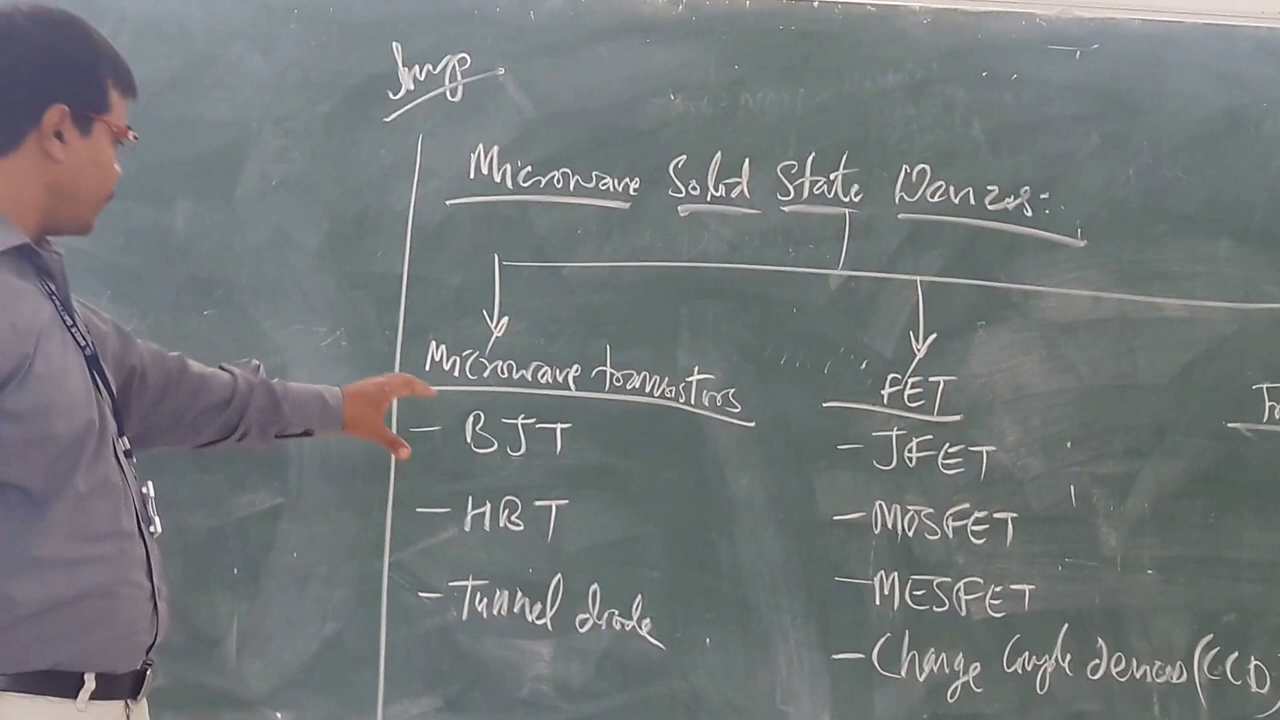 Imp
Microwave Solid State Devices:
Microwave transistors
- BJT
- HBT
- Tunnel diode
FET
- JFET
- MOSFET
- MESFET
- Charge Couple devices (CCD)